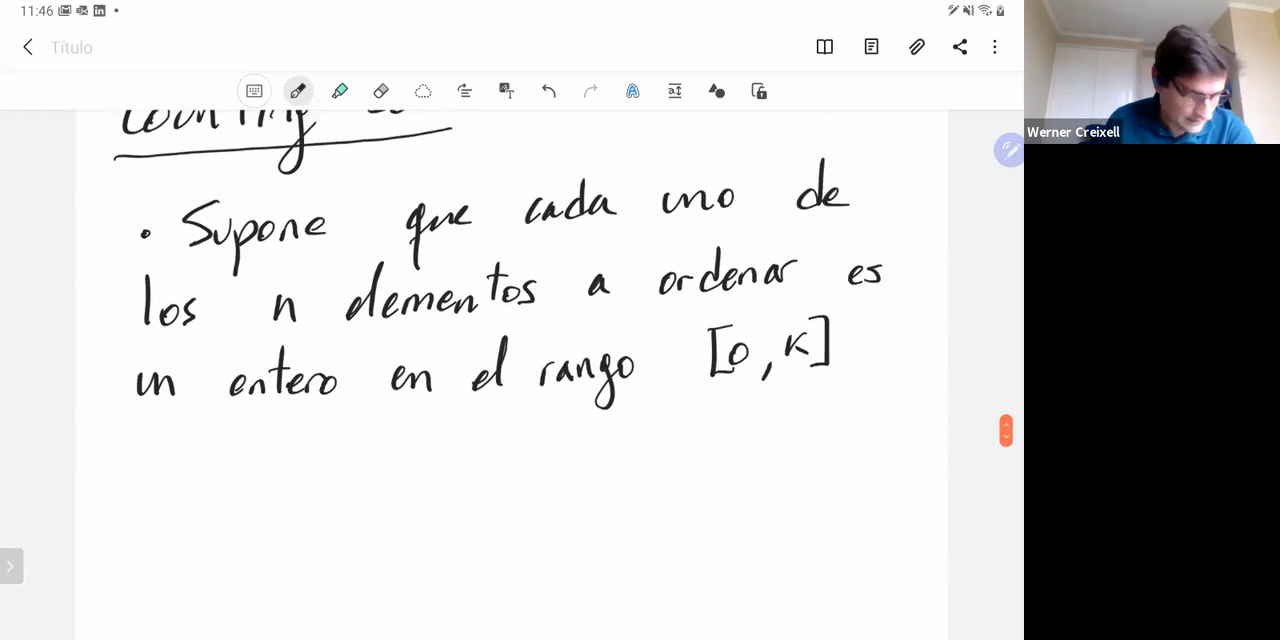 11:46
Título
Werner Creixell
Counting
• Supone que cada uno de
los n elementos a ordenar es
un entero en el rango [0, K]